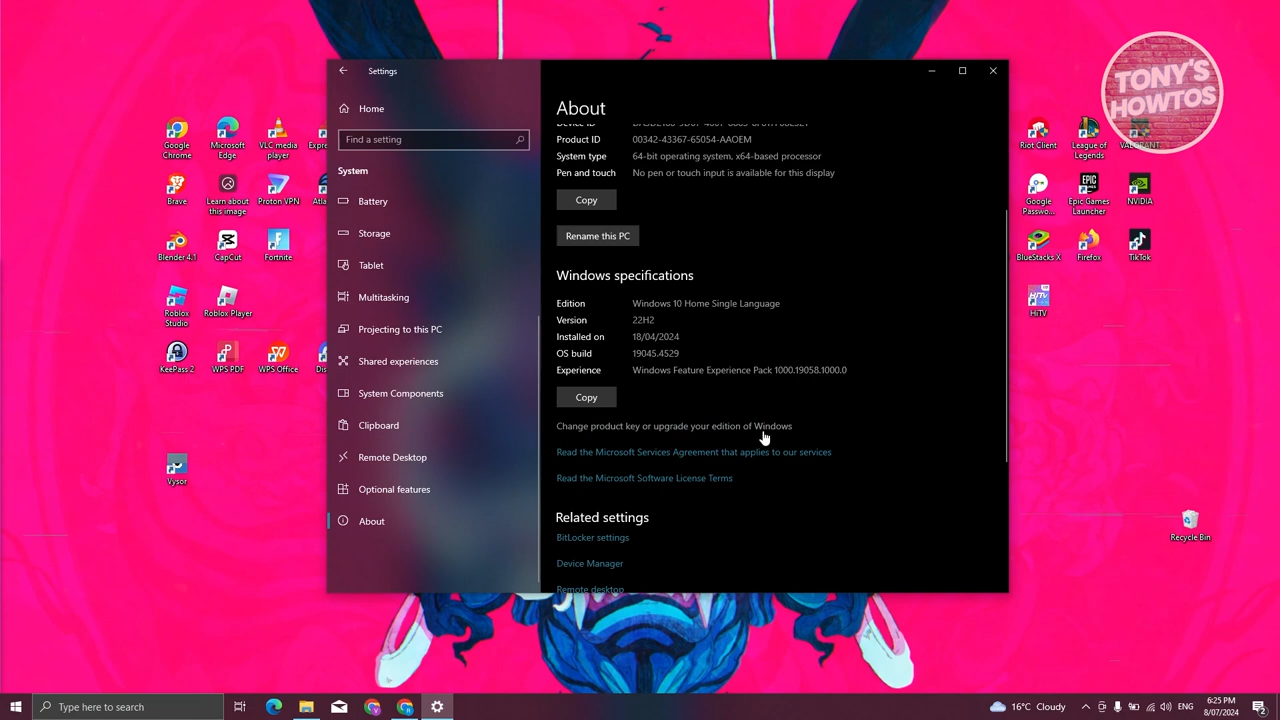 Settings
TONY'S
HOWTOS
Home
Find a setting
System
Battery
Storage
Tablet
Multitasking
Projecting to this PC
Shared experiences
System Components
Clipboard
Remote Desktop
Optional features
About
About
Product ID 00342-43367-65054-AAOEM
System type 64-bit operating system, x64-based processor
Pen and touch No pen or touch input is available for this display
Copy
Rename this PC
Windows specifications
Edition Windows 10 Home Single Language
Version 22H2
Installed on 18/04/2024
OS build 19045.4529
Experience Windows Feature Experience Pack 1000.19058.1000.0
Copy
Change product key or upgrade your edition of Windows
Read the Microsoft Services Agreement that applies to our services
Read the Microsoft Software License Terms
Related settings
BitLocker settings
Device Manager
Remote desktop
Google Chrome
Microsoft Edge
VLC media player
Brave
Learn about this image
Proton VPN
Blender 4.1
CapCut
Fortnite
Roblox Studio
Roblox Player
KeePass 2
WPS PDF
WPS Office
Vysor
Riot Client
League of Legends
VALORANT
Google Passwo...
Epic Games Launcher
NVIDIA
BlueStacks X
Firefox
TikTok
HiTV
Recycle Bin
Type here to search
16°C Cloudy
ENG
6:25 PM
8/07/2024